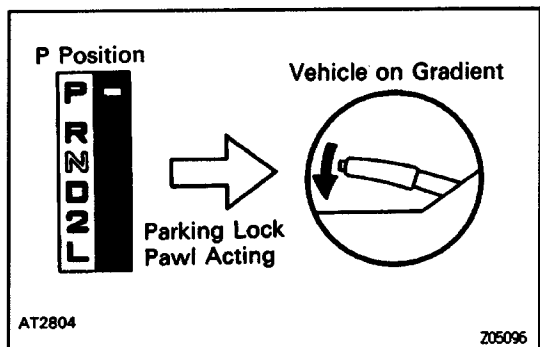 P Position
P
R
N
D
2
L
Vehicle on Gradient
Parking Lock
Pawl Acting
AT2804
Z05096